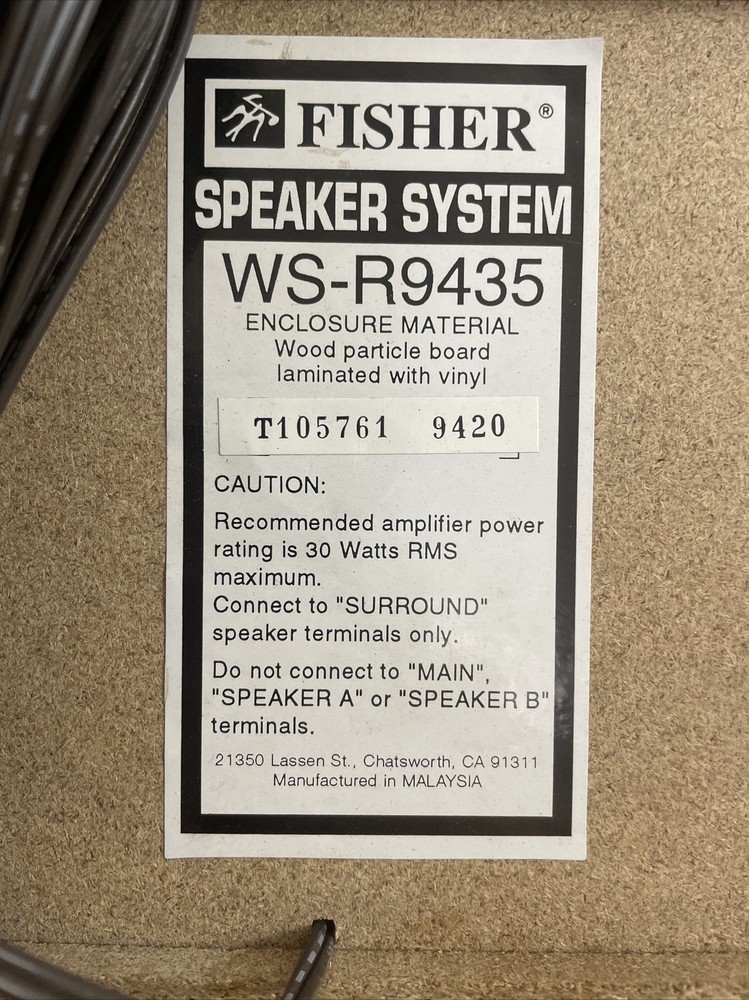 FISHER®
SPEAKER SYSTEM
WS-R9435
ENCLOSURE MATERIAL
Wood particle board
laminated with vinyl
T105761 9420
CAUTION:
Recommended amplifier power
rating is 30 Watts RMS
maximum.
Connect to "SURROUND"
speaker terminals only.
Do not connect to "MAIN",
"SPEAKER A" or "SPEAKER B"
terminals.
21350 Lassen St., Chatsworth, CA 91311
Manufactured in MALAYSIA